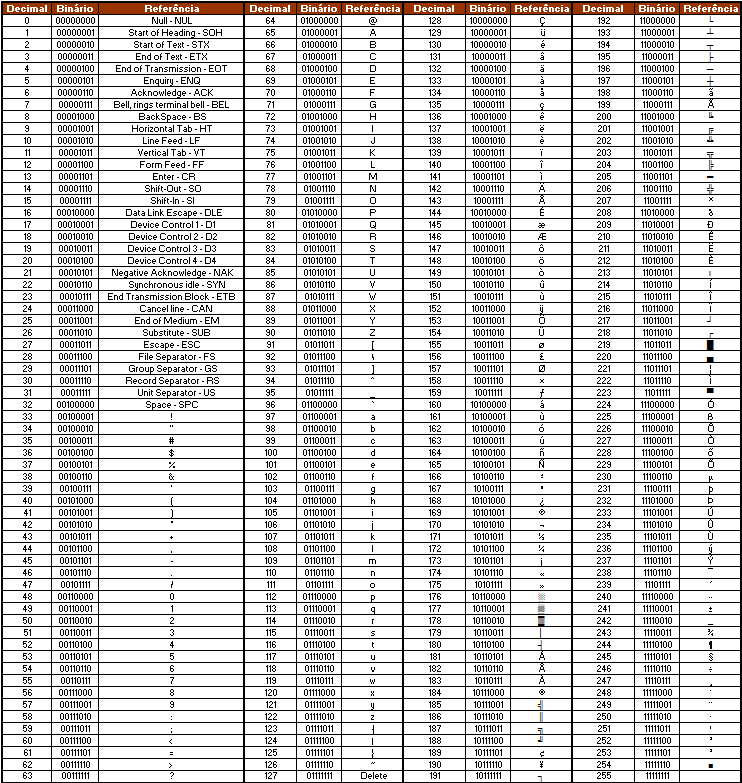 Decimal Binário Referência Decimal Binário Referência Decimal Binário Referência Decimal Binário Referência
0 00000000 Null - NUL 64 01000000 @ 128 10000000 Ç 192 11000000 └
1 00000001 Start of Heading - SOH 65 01000001 A 129 10000001 ü 193 11000001 ┴
2 00000010 Start of Text - STX 66 01000010 B 130 10000010 é 194 11000010 ┬
3 00000011 End of Text - ETX 67 01000011 C 131 10000011 â 195 11000011 ├
4 00000100 End of Transmission - EOT 68 01000100 D 132 10000100 ä 196 11000100 ─
5 00000101 Enquiry - ENQ 69 01000101 E 133 10000101 à 197 11000101 ┼
6 00000110 Acknowledge - ACK 70 01000110 F 134 10000110 å 198 11000110 ã
7 00000111 Bell, rings terminal bell - BEL 71 01000111 G 135 10000111 ç 199 11000111 Ã
8 00001000 BackSpace - BS 72 01001000 H 136 10001000 ê 200 11001000 ╚
9 00001001 Horizontal Tab - HT 73 01001001 I 137 10001001 ë 201 11001001 ╔
10 00001010 Line Feed - LF 74 01001010 J 138 10001010 è 202 11001010 ╩
11 00001011 Vertical Tab - VT 75 01001011 K 139 10001011 ï 203 11001011 ╦
12 00001100 Form Feed - FF 76 01001100 L 140 10001100 î 204 11001100 ╠
13 00001101 Enter - CR 77 01001101 M 141 10001101 ì 205 11001101 ═
14 00001110 Shift-Out - SO 78 01001110 N 142 10001110 Ä 206 11001110 ╬
15 00001111 Shift-In - SI 79 01001111 O 143 10001111 Å 207 11001111 ¤
16 00010000 Data Link Escape - DLE 80 01010000 P 144 10010000 É 208 11010000 ð
17 00010001 Device Control 1 - D1 81 01010001 Q 145 10010001 æ 209 11010001 Ð
18 00010010 Device Control 2 - D2 82 01010010 R 146 10010010 Æ 210 11010010 Ê
19 00010011 Device Control 3 - D3 83 01010011 S 147 10010011 ô 211 11010011 Ë
20 00010100 Device Control 4 - D4 84 01010100 T 148 10010100 ö 212 11010100 È
21 00010101 Negative Acknowledge - NAK 85 01010101 U 149 10010101 ò 213 11010101 ı
22 00010110 Synchronous idle - SYN 86 01010110 V 150 10010110 û 214 11010110 Í
23 00010111 End Transmission Block - ETB 87 01010111 W 151 10010111 ù 215 11010111 Î
24 00011000 Cancel line - CAN 88 01011000 X 152 10011000 ÿ 216 11011000 Ï
25 00011001 End of Medium - EM 89 01011001 Y 153 10011001 Ö 217 11011001 ┘
26 00011010 Substitute - SUB 90 01011010 Z 154 10011010 Ü 218 11011010 ┌
27 00011011 Escape - ESC 91 01011011 [ 155 10011011 ø 219 11011011 █
28 00011100 File Separator - FS 92 01011100 \ 156 10011100 £ 220 11011100 ▄
29 00011101 Group Separator - GS 93 01011101 ] 157 10011101 Ø 221 11011101 ¦
30 00011110 Record Separator - RS 94 01011110 ^ 158 10011110 × 222 11011110 Ì
31 00011111 Unit Separator - US 95 01011111 _ 159 10011111 ƒ 223 11011111 ▀
32 00100000 Space - SPC 96 01100000 ` 160 10100000 á 224 11100000 Ó
33 00100001 ! 97 01100001 a 161 10100001 225 11100001 ß
34 00100010 " 98 01100010 b 162 10100010 ó 226 11100010 Ô
35 00100011 # 99 01100011 c 163 10100011 ú 227 11100011 Ò
36 00100100 $ 100 01100100 d 164 10100100 ñ 228 11100100 õ
37 00100101 % 101 01100101 e 165 10100101 Ñ 229 11100101 Õ
38 00100110 & 102 01100110 f 166 10100110 ª 230 11100110 µ
39 00100111 ' 103 01100111 g 167 10100111 º 231 11100111 þ
40 00101000 ( 104 01101000 h 168 10101000 ¿ 232 11101000 Þ
41 00101001 ) 105 01101001 i 169 10101001 ® 233 11101001 Ú
42 00101010 * 106 01101010 j 170 10101010 ¬ 234 11101010 Û
43 00101011 + 107 01101011 k 171 10101011 ½ 235 11101011 Ù
44 00101100 , 108 01101100 l 172 10101100 ¼ 236 11101100 ý
45 00101101 - 109 01101101 m 173 10101101 ¡ 237 11101101 Ý
46 00101110 . 110 01101110 n 174 10101110 « 238 11101110 ¯
47 00101111 / 111 01101111 o 175 10101111 » 239 11101111 ´
48 00110000 0 112 01110000 p 176 10110000 ░ 240 11110000
49 00110001 1 113 01110001 q 177 10110001 ▒ 241 11110001 ±
50 00110010 2 114 01110010 r 178 10110010 ▓ 242 11110010 _
51 00110011 3 115 01110011 s 179 10110011 │ 243 11110011 ¾
52 00110100 4 116 01110100 t 180 10110100 ┤ 244 11110100 ¶
53 00110101 5 117 01110101 u 181 10110101 Á 245 11110101 §
54 00110110 6 118 01110110 v 182 10110110 Â 246 11110110 ÷
55 00110111 7 119 01110111 w 183 10110111 À 247 11110111 ¸
56 00111000 8 120 01111000 x 184 10111000 © 248 11111000 °
57 00111001 9 121 01111001 y 185 10111001 ╣ 249 11111001 ¨
58 00111010 : 122 01111010 z 186 10111010 ║ 250 11111010 ·
59 00111011 ; 123 01111011 { 187 10111011 ╗ 251 11111011 ¹
60 00111100 < 124 01111100 | 188 10111100 ╝ 252 11111100 ³
61 00111101 = 125 01111101 } 189 10111101 ¢ 253 11111101 ²
62 00111110 > 126 01111110 ~ 190 10111110 ¥ 254 11111110 ■
63 00111111 ? 127 01111111 Delete 191 10111111 ┐ 255 11111111